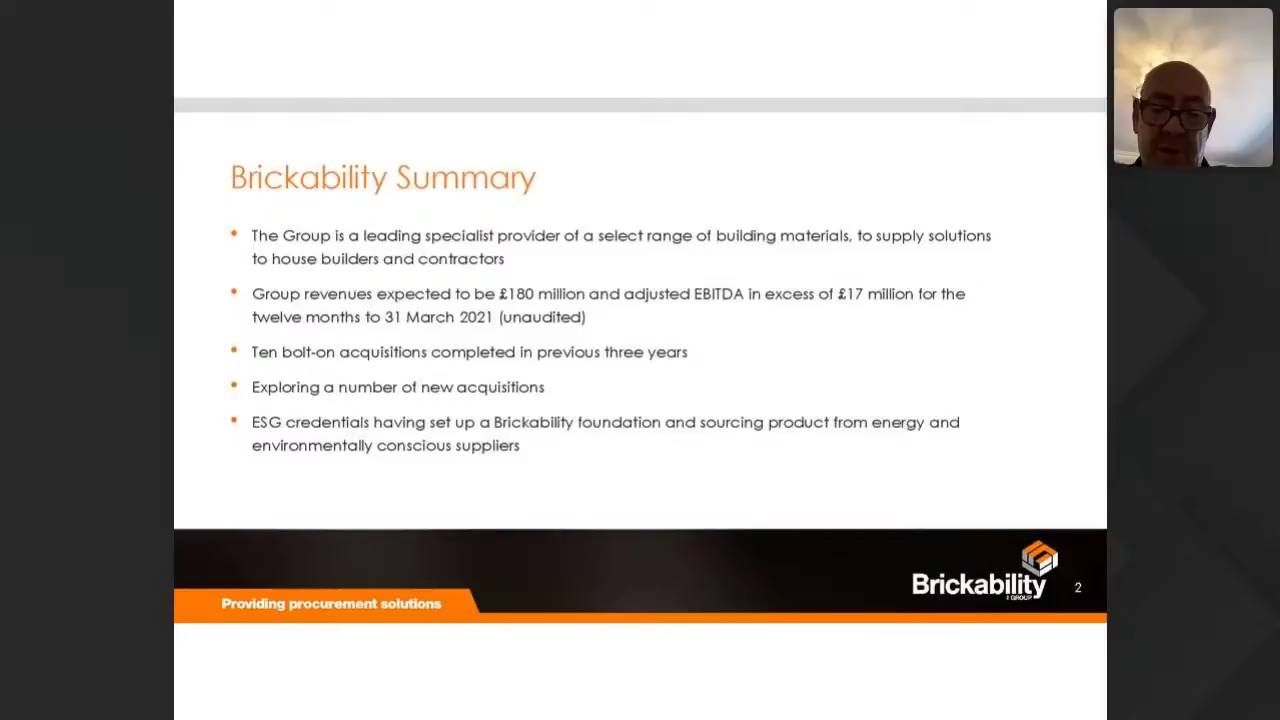 Brickability Summary
• The Group is a leading specialist provider of a select range of building materials, to supply solutions
to house builders and contractors
• Group revenues expected to be £180 million and adjusted EBITDA in excess of £17 million for the
twelve months to 31 March 2021 (unaudited)
• Ten bolt-on acquisitions completed in previous three years
• Exploring a number of new acquisitions
• ESG credentials having set up a Brickability foundation and sourcing product from energy and
environmentally conscious suppliers
Providing procurement solutions
Brickability
GROUP
2